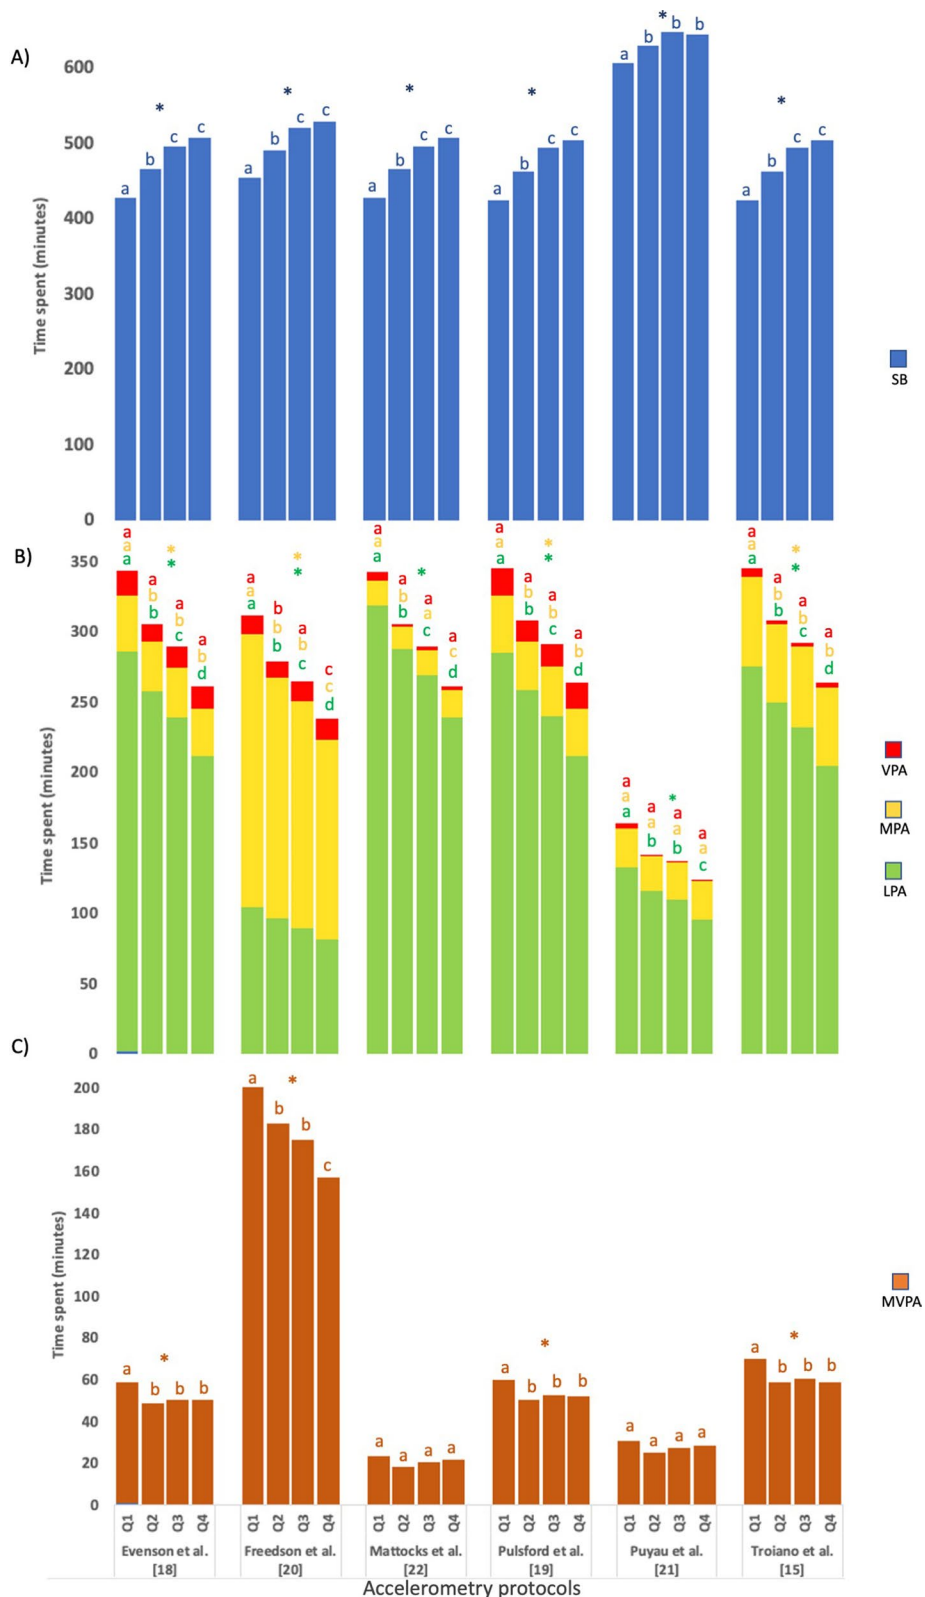 A)
Time spent (minutes)
600
500
400
300
200
100
0
a b c c
*
a b c c
*
a b c c
*
a b c c
*
a b b b
*
a b c c
*
SB
B)
Time spent (minutes)
350
300
250
200
150
100
50
0
a a a a
a b b b
a b c d
*
*
a b a c
a b b c
a b c d
*
*
a a a a
a b a c
a b c d
*
a a a a
a b b b
a b c d
*
*
a a a a
a a a a
a b b c
*
a a a a
a b b b
a b c d
*
*
VPA
MPA
LPA
C)
Time spent (minutes)
200
180
160
140
120
100
80
60
40
20
0
a b b b
*
a b b c
*
a a a a
a b b b
*
a a a a
a b b b
*
MVPA
Q1 Q2 Q3 Q4 Q1 Q2 Q3 Q4 Q1 Q2 Q3 Q4 Q1 Q2 Q3 Q4 Q1 Q2 Q3 Q4 Q1 Q2 Q3 Q4
Evenson et al. Freedson et al. Mattocks et al. Pulsford et al. Puyau et al. Troiano et al.
[18] [20] [22] [19] [21] [15]
Accelerometry protocols